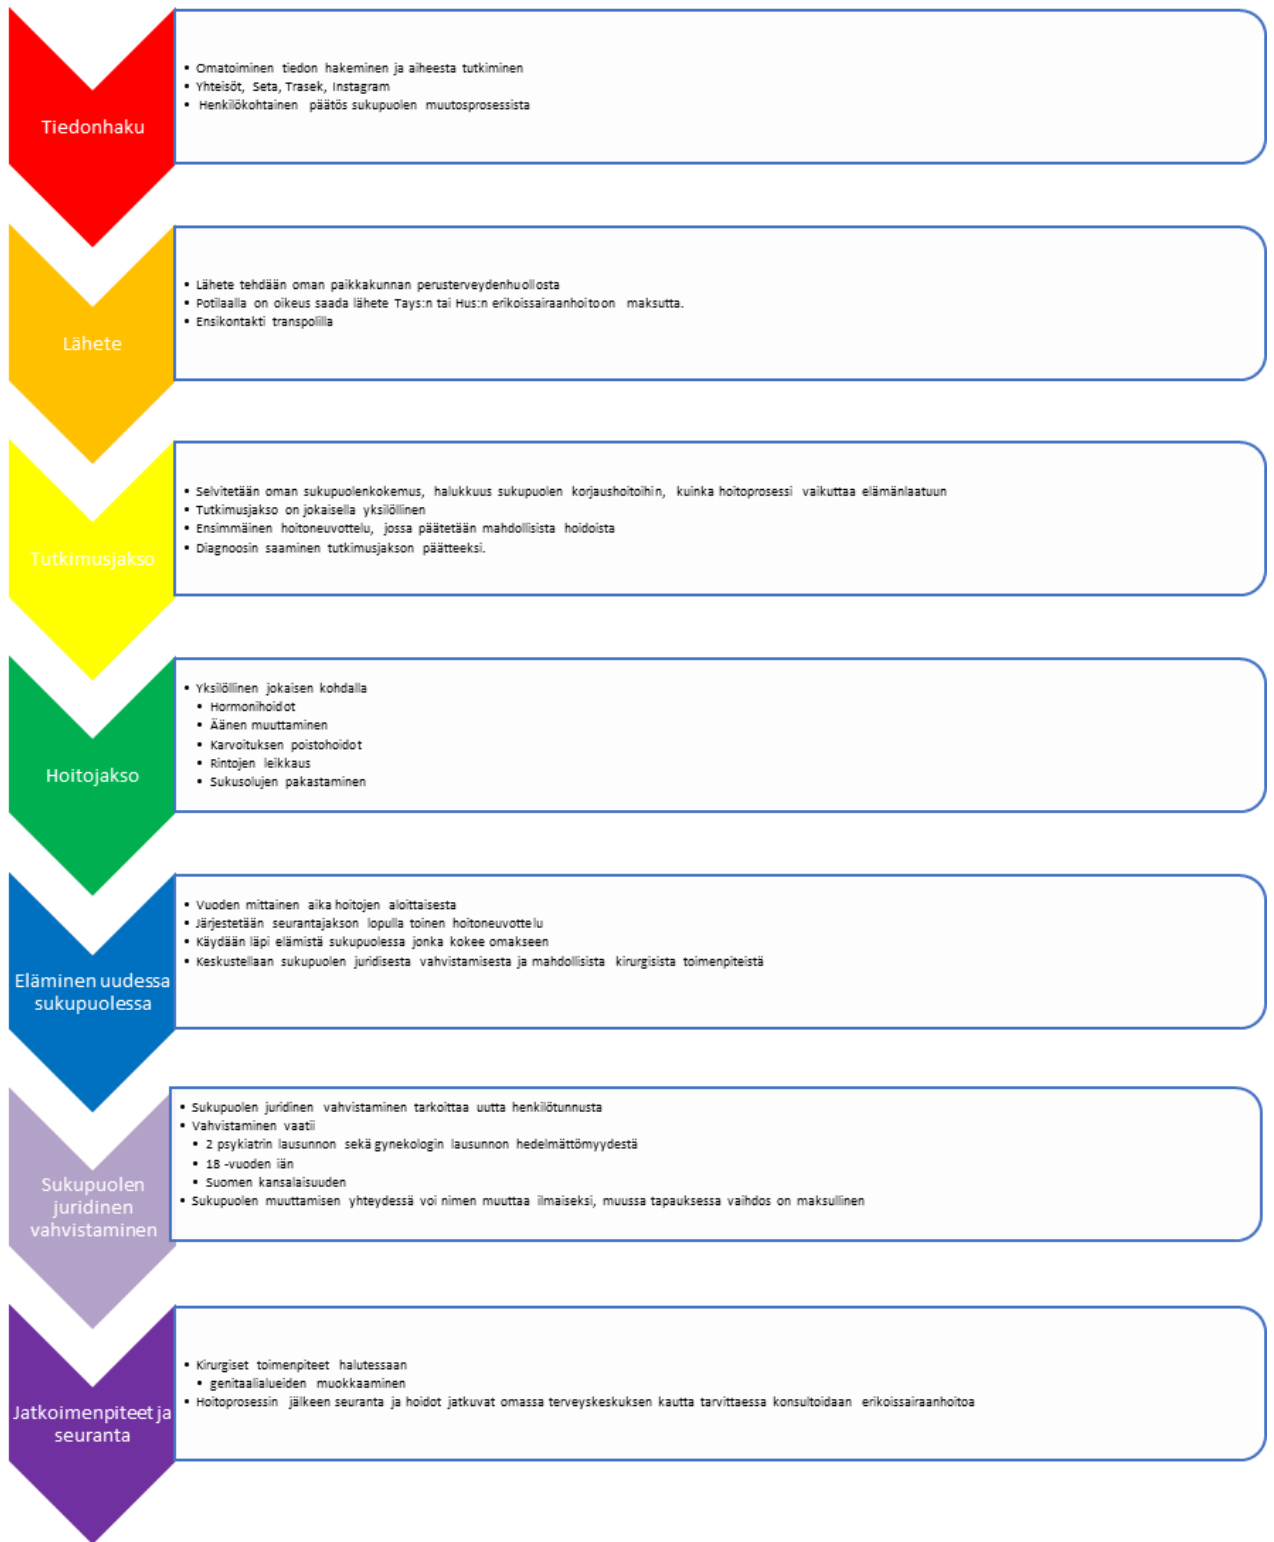 Tiedonhaku
• Omatoiminen tiedon hakeminen ja aiheesta tutkiminen
• Yhteisöt, Seta, Trasek, Instagram
• Henkilökohtainen päätös sukupuolen muutosprosessista
Lähete
• Lähete tehdään oman paikkakunnan perusterveydenhuollosta
• Potilaalla on oikeus saada lähete Tays:n tai Hus:n erikoissairaanhoitoon maksutta.
• Ensikontakti transpolilla
Tutkimusjakso
• Selvitetään oman sukupuolenkokemus, halukkuus sukupuolen korjaushoitoihin, kuinka hoitoprosessi vaikuttaa elämänlaatuun
• Tutkimusjakso on jokaisella yksilöllinen
• Ensimmäinen hoitoneuvottelu, jossa päätetään mahdollisista hoidoista
• Diagnoosin saaminen tutkimusjakson päätteeksi.
Hoitojakso
• Yksilöllinen jokaisen kohdalla
• Hormonihoidot
• Äänen muuttaminen
• Karvoituksen poistohoidot
• Rintojen leikkaus
• Sukusolujen pakastaminen
Eläminen uudessa
sukupuolessa
• Vuoden mittainen aika hoitojen aloittaisesta
• Järjestetään seurantajakson lopulla toinen hoitoneuvottelu
• Käydään läpi elämistä sukupuolessa jonka kokee omakseen
• Keskustellaan sukupuolen juridisesta vahvistamisesta ja mahdollisista kirurgisista toimenpiteistä
Sukupuolen
juridinen
vahvistaminen
• Sukupuolen juridinen vahvistaminen tarkoittaa uutta henkilötunnusta
• Vahvistaminen vaatii
• 2 psykiatrin lausunnon sekä gynekologin lausunnon hedelmättömyydestä
• 18 -vuoden iän
• Suomen kansalaisuuden
• Sukupuolen muuttamisen yhteydessä voi nimen muuttaa ilmaiseksi, muussa tapauksessa vaihdos on maksullinen
Jatkoimenpiteet ja
seuranta
• Kirurgiset toimenpiteet halutessaan
• genitaalialueiden muokkaaminen
• Hoitoprosessin jälkeen seuranta ja hoidot jatkuvat omassa terveyskeskuksen kautta tarvittaessa konsultoidaan erikoissairaanhoitoa